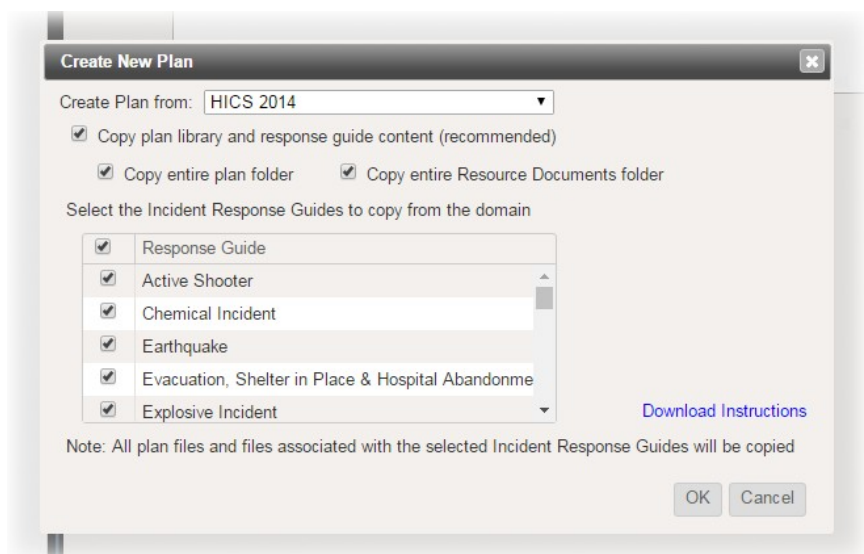 Create New Plan
Create Plan from: HICS 2014
Copy plan library and response guide content (recommended)
Copy entire plan folder Copy entire Resource Documents folder
Select the Incident Response Guides to copy from the domain
Response Guide
Active Shooter
Chemical Incident
Earthquake
Evacuation, Shelter in Place & Hospital Abandonme
Explosive Incident
Download Instructions
Note: All plan files and files associated with the selected Incident Response Guides will be copied
OK Cancel